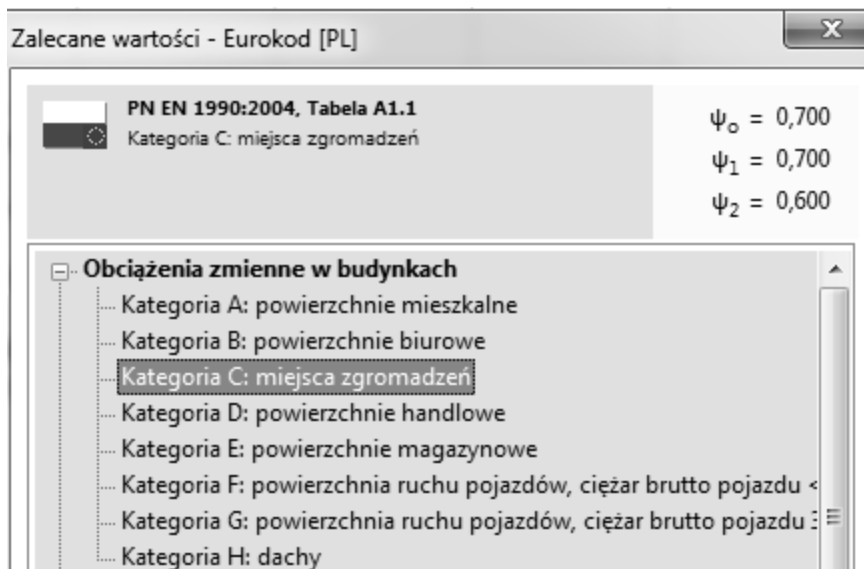 Zalecane wartości - Eurokod [PL]
PN EN 1990:2004, Tabela A1.1
Kategoria C: miejsca zgromadzeń
ψo = 0,700
ψ1 = 0,700
ψ2 = 0,600
Obciążenia zmienne w budynkach
Kategoria A: powierzchnie mieszkalne
Kategoria B: powierzchnie biurowe
Kategoria C: miejsca zgromadzeń
Kategoria D: powierzchnie handlowe
Kategoria E: powierzchnie magazynowe
Kategoria F: powierzchnia ruchu pojazdów, ciężar brutto pojazdu <
Kategoria G: powierzchnia ruchu pojazdów, ciężar brutto pojazdu
Kategoria H: dachy